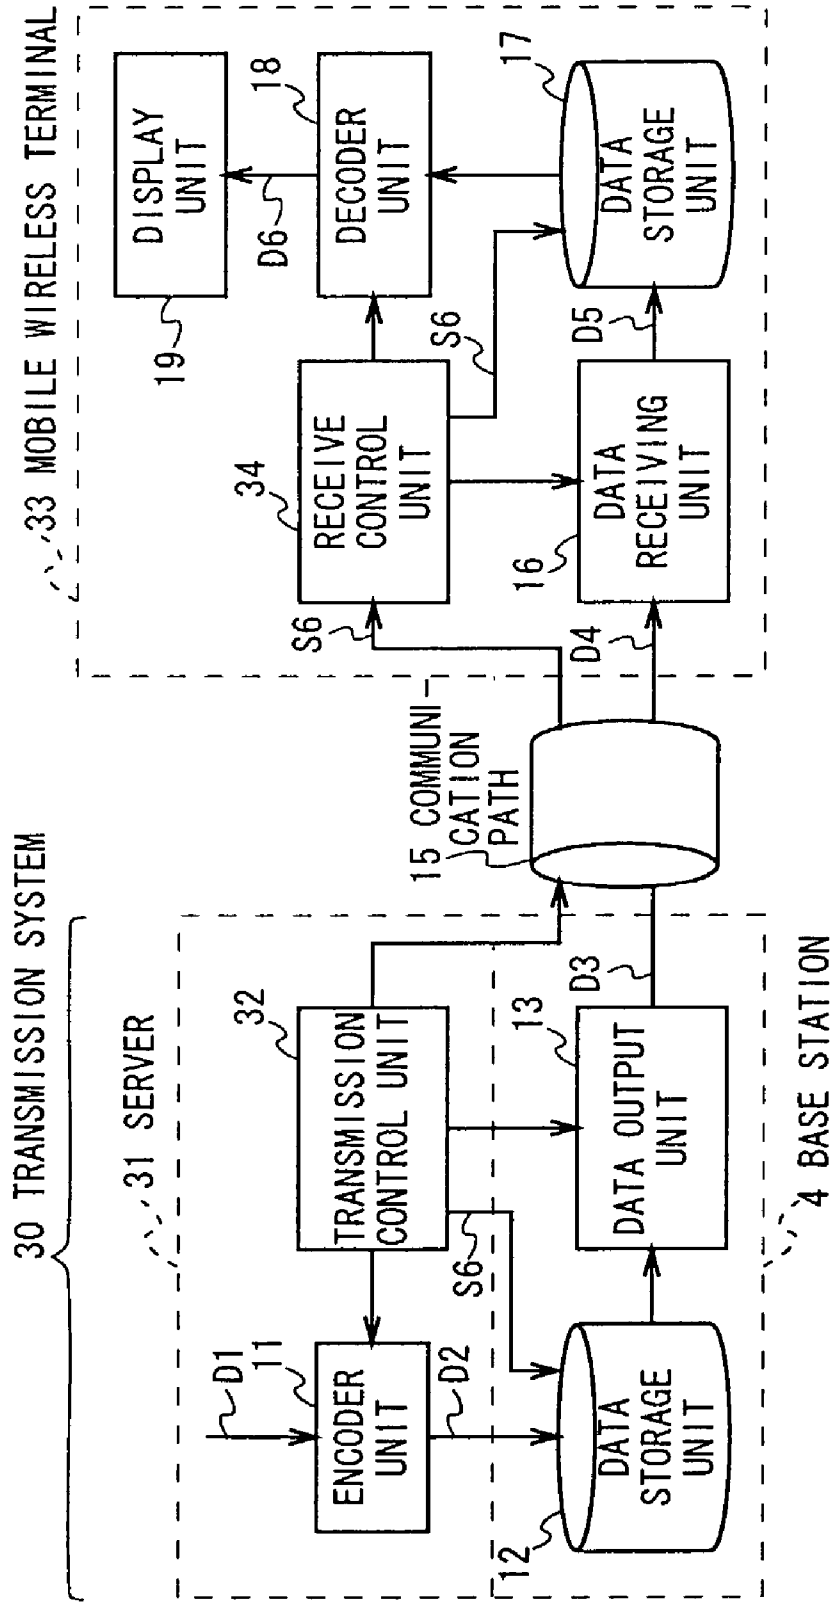 30 TRANSMISSION SYSTEM
31 SERVER
D1
11
ENCODER
UNIT
D2
32
TRANSMISSION
CONTROL UNIT
S6
12
DATA
STORAGE
UNIT
13
DATA OUTPUT
UNIT
D3
4 BASE STATION
15 COMMUNI-
CATION
PATH
33 MOBILE WIRELESS TERMINAL
S6
34
RECEIVE
CONTROL
UNIT
S6
D4
16
DATA
RECEIVING
UNIT
D5
17
DATA
STORAGE
UNIT
18
DECODER
UNIT
D6
19
DISPLAY
UNIT